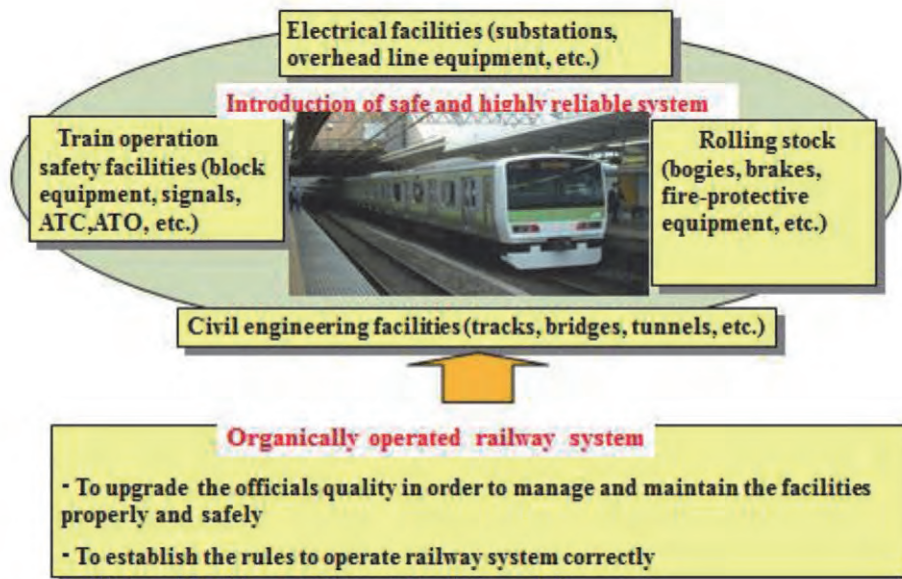 Electrical facilities (substations,
overhead line equipment, etc.)
Introduction of safe and highly reliable system
Train operation
safety facilities (block
equipment, signals,
ATC,ATO, etc.)
Rolling stock
(bogies, brakes,
fire-protective
equipment, etc.)
Civil engineering facilities (tracks, bridges, tunnels, etc.)
Organically operated railway system
- To upgrade the officials quality in order to manage and maintain the facilities
properly and safely
- To establish the rules to operate railway system correctly